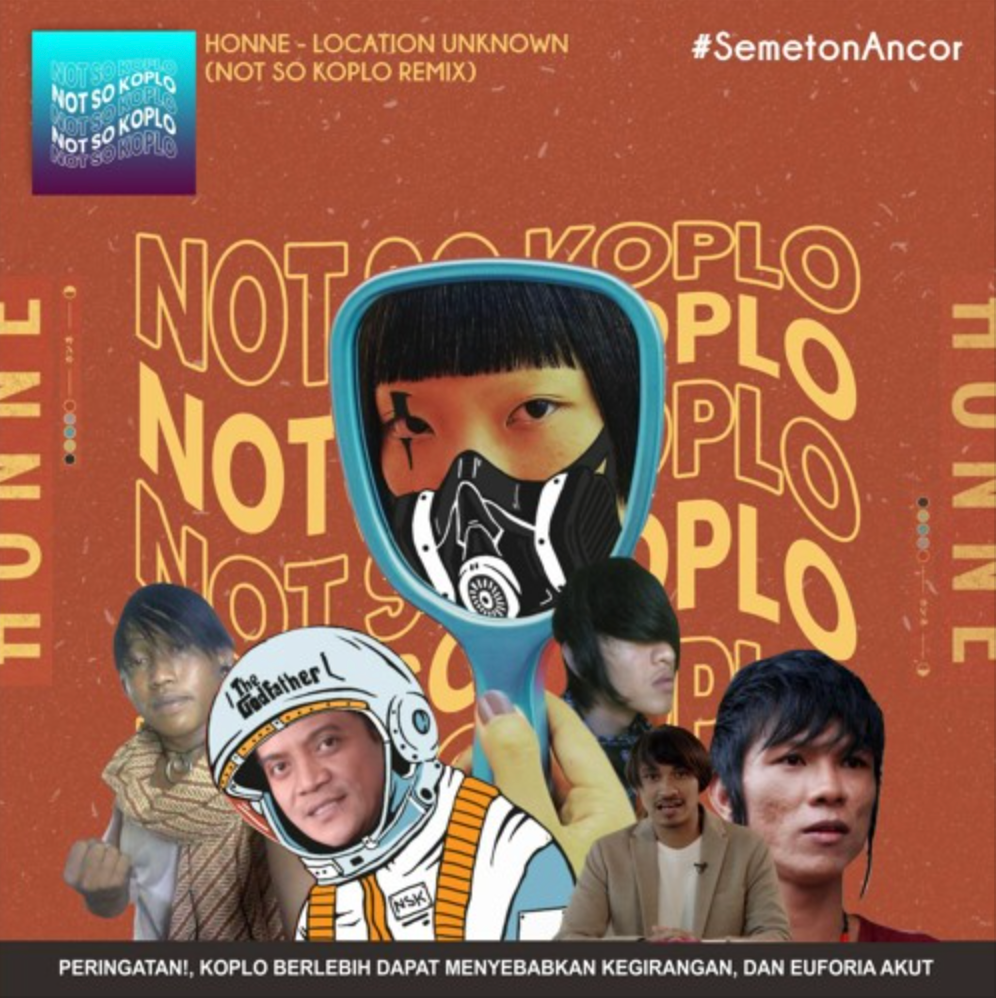 NOT SO KOPLO
NOT SO KOPLO
NOT SO KOPLO
NOT SO KOPLO
NOT SO KOPLO
HONNE - LOCATION UNKNOWN
(NOT SO KOPLO REMIX)
#SemetonAncor
NOT SO KOPLO
NOT KOPLO
NOT KOPLO
HONNE
HONNE
The
Godfather
NSK
PERINGATAN!, KOPLO BERLEBIH DAPAT MENYEBABKAN KEGIRANGAN, DAN EUFORIA AKUT